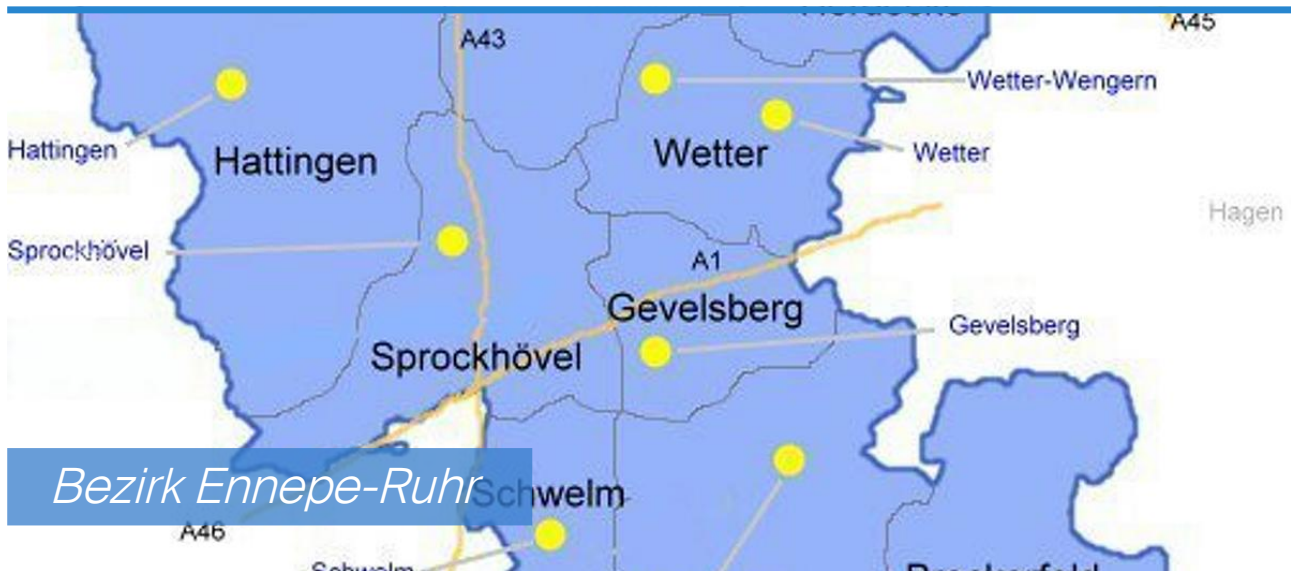 A45
A43
Wetter-Wengern
Hattingen
Hattingen
Wetter
Wetter
Hagen
Sprockhövel
A1
Gevelsberg
Gevelsberg
Sprockhövel
Bezirk Ennepe-Ruhr
Schwelm
A46
Schwelm